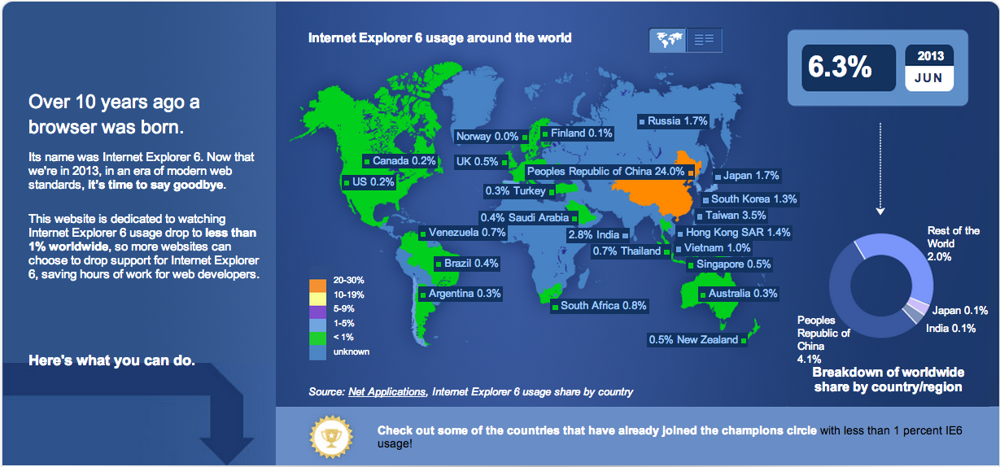 Over 10 years ago a
browser was born.
Its name was Internet Explorer 6. Now that
we're in 2013, in an era of modern web
standards, it's time to say goodbye.
This website is dedicated to watching
Internet Explorer 6 usage drop to less than
1% worldwide, so more websites can
choose to drop support for Internet Explorer
6, saving hours of work for web developers.
Here's what you can do.
Internet Explorer 6 usage around the world
Russia 1.7%
Norway 0.0%
Finland 0.1%
Canada 0.2%
UK 0.5%
Peoples Republic of China 24.0%
US 0.2%
Japan 1.7%
0.3% Turkey
South Korea 1.3%
0.4% Saudi Arabia
Taiwan 3.5%
Venezuela 0.7%
2.8% India
Hong Kong SAR 1.4%
0.7% Thailand
Vietnam 1.0%
Brazil 0.4%
Singapore 0.5%
Argentina 0.3%
Australia 0.3%
South Africa 0.8%
0.5% New Zealand
20-30%
10-19%
5-9%
1-5%
< 1%
unknown
Source: Net Applications, Internet Explorer 6 usage share by country
6.3%
2013
JUN
Rest of the
World
2.0%
Japan 0.1%
India 0.1%
Peoples
Republic of
China
4.1%
Breakdown of worldwide
share by country/region
Check out some of the countries that have already joined the champions circle with less than 1 percent IE6
usage!